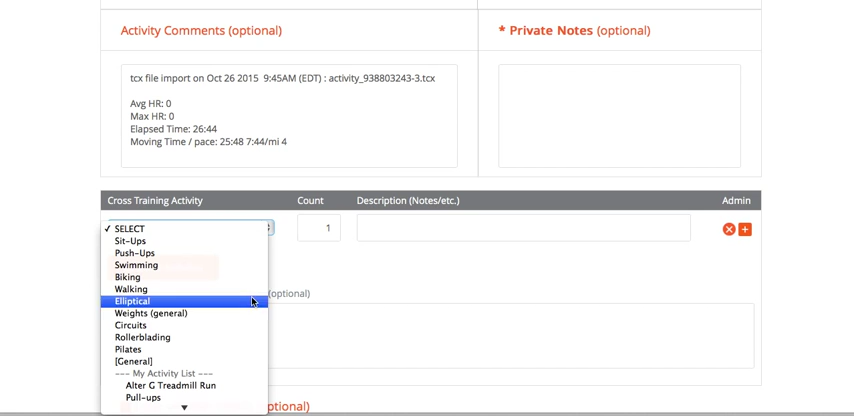 Activity Comments (optional)
* Private Notes (optional)
tcx file import on Oct 26 2015 9:45AM (EDT) : activity_938803243-3.tcx
Avg HR: 0
Max HR: 0
Elapsed Time: 26:44
Moving Time / pace: 25:48 7:44/mi 4
Cross Training Activity
Count
Description (Notes/etc.)
Admin
✓ SELECT
1
Sit-Ups
Push-Ups
Swimming
Biking
Walking
Elliptical
(optional)
Weights (general)
Circuits
Rollerblading
Pilates
[General]
--- My Activity List ---
Alter G Treadmill Run
Pull-ups
ptional)